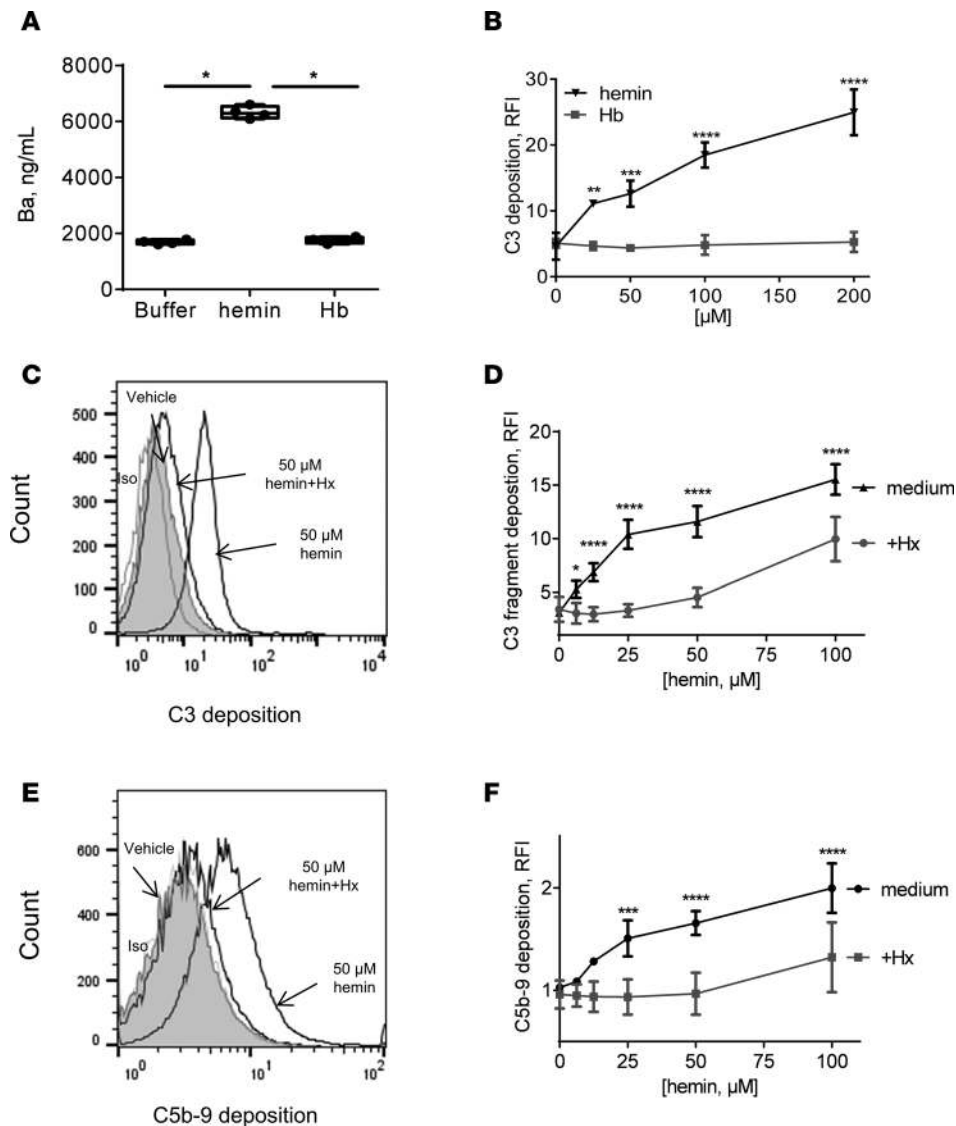 A
8000
6000
4000
2000
0
Ba, ng/mL
* *
Buffer hemin Hb
B
30
20
10
0
C3 deposition, RFI
hemin
Hb
** *** **** ****
0 50 100 150 200
[µM]
C
500
400
300
200
100
0
Count
Vehicle
Iso
50 µM
hemin+Hx
50 µM
hemin
10⁰ 10¹ 10² 10⁴
C3 deposition
D
20
15
10
5
C3 fragment depostion, RFI
* **** **** **** ****
medium
+Hx
0 25 50 75 100
[hemin, µM]
E
600
400
200
0
Count
Vehicle
Iso
50 µM
hemin+Hx
50 µM
hemin
10⁰ 10¹ 10²
C5b-9 deposition
F
2
1
C5b-9 deposition, RFI
*** **** ****
medium
+Hx
0 25 50 75 100
[hemin, µM]